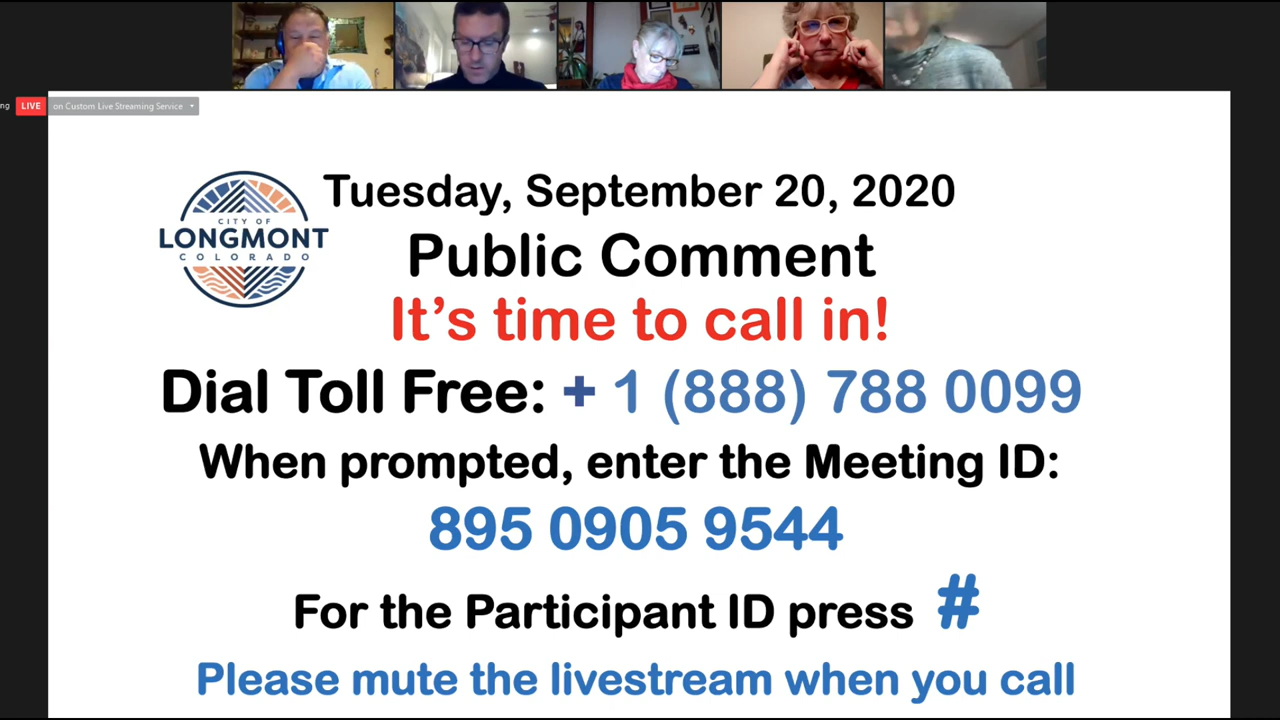 ng LIVE on Custom Live Streaming Service
CITY OF
LONGMONT
COLORADO
Tuesday, September 20, 2020
Public Comment
It's time to call in!
Dial Toll Free: + 1 (888) 788 0099
When prompted, enter the Meeting ID:
895 0905 9544
For the Participant ID press #
Please mute the livestream when you call